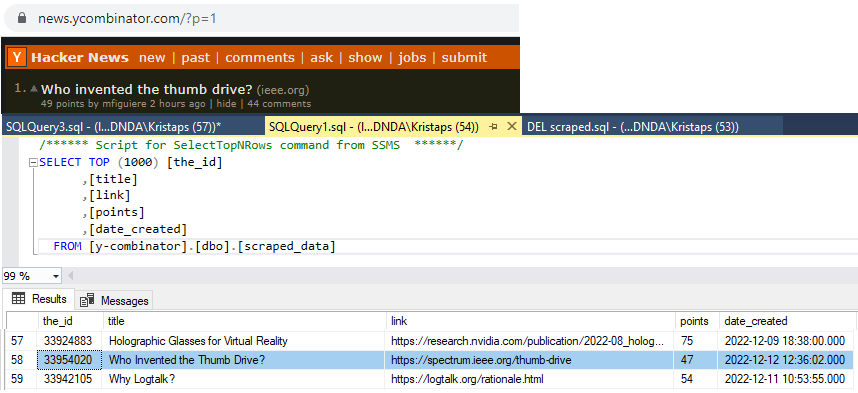 news.ycombinator.com/?p=1
Y Hacker News new | past | comments | ask | show | jobs | submit
1. Who invented the thumb drive? (ieee.org)
49 points by mfiguiere 2 hours ago | hide | 44 comments
SQLQuery3.sql - (l...DNDA\Kristaps (57))* SQLQuery1.sql - (l...DNDA\Kristaps (54)) DEL scraped.sql - (l...DNDA\Kristaps (53))
/****** Script for SelectTopNRows command from SSMS ******/
SELECT TOP (1000) [the_id]
,[title]
,[link]
,[points]
,[date_created]
FROM [y-combinator].[dbo].[scraped_data]
99 %
Results Messages
the_id title link points date_created
57 33924883 Holographic Glasses for Virtual Reality https://research.nvidia.com/publication/2022-08_holog... 75 2022-12-09 18:38:00.000
58 33954020 Who Invented the Thumb Drive? https://spectrum.ieee.org/thumb-drive 47 2022-12-12 12:36:02.000
59 33942105 Why Logtalk? https://logtalk.org/rationale.html 54 2022-12-11 10:53:55.000